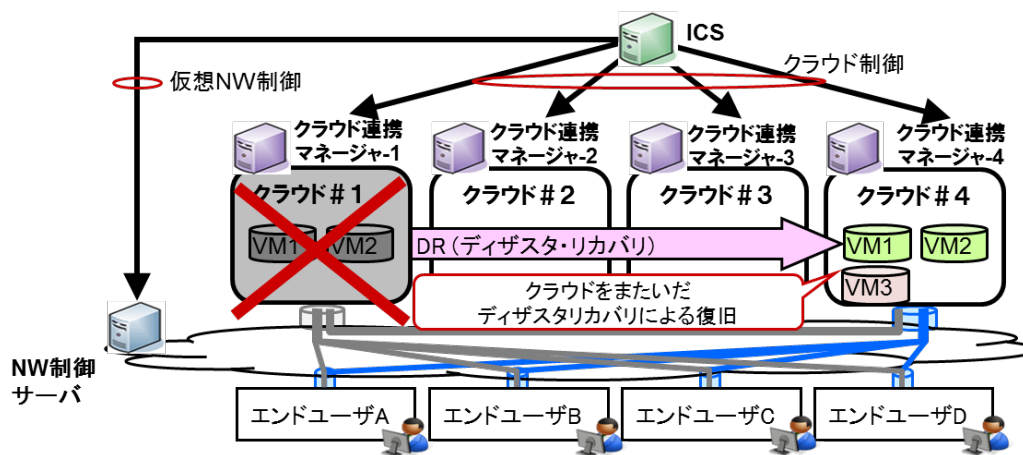 ICS
仮想NW制御
クラウド制御
クラウド連携
マネージャ-1
クラウド連携
マネージャ-2
クラウド連携
マネージャ-3
クラウド連携
マネージャ-4
クラウド#1
クラウド#2
クラウド#3
クラウド#4
VM1
VM2
DR(ディザスタ・リカバリ)
VM1
VM2
VM3
クラウドをまたいだ
ディザスタリカバリによる復旧
NW制御
サーバ
エンドユーザA
エンドユーザB
エンドユーザC
エンドユーザD